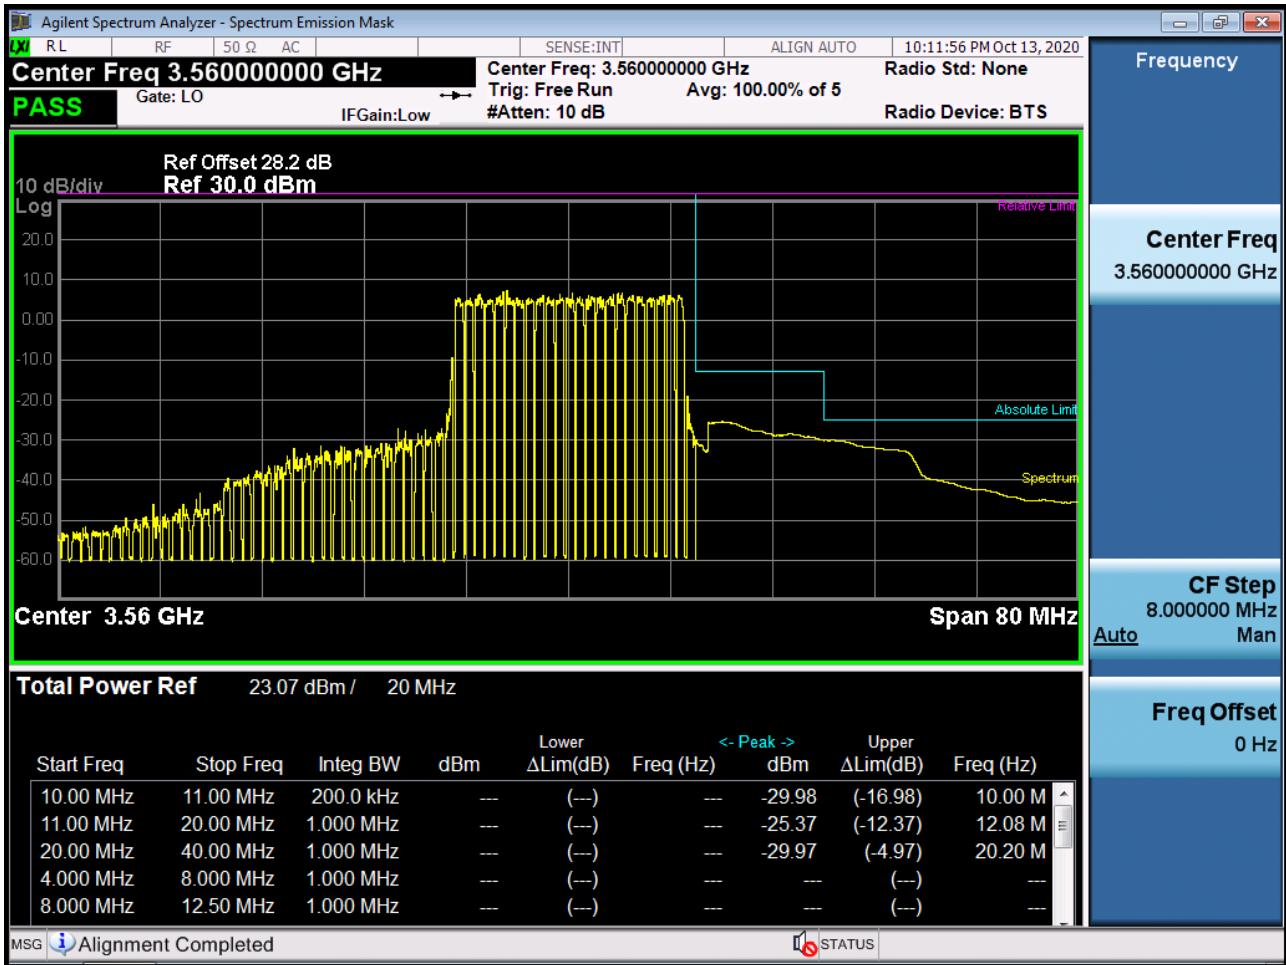 Agilent Spectrum Analyzer - Spectrum Emission Mask
LXI RL RF 50 Ω AC SENSE:INT ALIGN AUTO 10:11:56 PM Oct 13, 2020
Center Freq 3.560000000 GHz
Center Freq: 3.560000000 GHz
Radio Std: None
PASS
Gate: LO
IFGain:Low
Trig: Free Run Avg: 100.00% of 5
#Atten: 10 dB
Radio Device: BTS
Ref Offset 28.2 dB
10 dB/div Ref 30.0 dBm
Log
Relative Limit
20.0
10.0
0.00
-10.0
-20.0
Absolute Limit
-30.0
-40.0
Spectrum
-50.0
-60.0
Center 3.56 GHz Span 80 MHz
Total Power Ref 23.07 dBm / 20 MHz
Lower <- Peak -> Upper
Start Freq Stop Freq Integ BW dBm ΔLim(dB) Freq (Hz) dBm ΔLim(dB) Freq (Hz)
10.00 MHz 11.00 MHz 200.0 kHz --- (---) --- -29.98 (-16.98) 10.00 M
11.00 MHz 20.00 MHz 1.000 MHz --- (---) --- -25.37 (-12.37) 12.08 M
20.00 MHz 40.00 MHz 1.000 MHz --- (---) --- -29.97 (-4.97) 20.20 M
4.000 MHz 8.000 MHz 1.000 MHz --- (---) --- --- (---) ---
8.000 MHz 12.50 MHz 1.000 MHz --- (---) --- --- (---) ---
MSG Alignment Completed STATUS
Frequency
Center Freq
3.560000000 GHz
CF Step
8.000000 MHz
Auto Man
Freq Offset
0 Hz